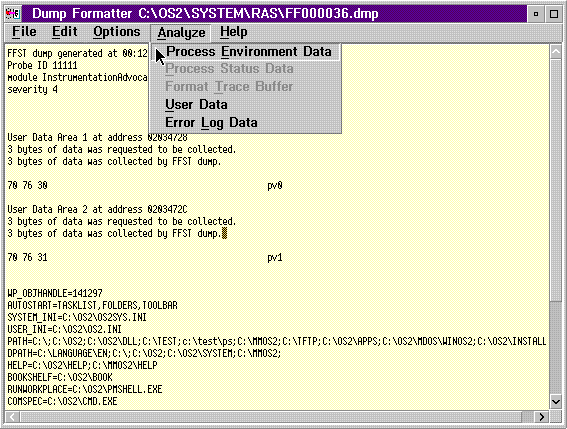 Dump Formatter C:\OS2\SYSTEM\RAS\FF000036.dmp
File Edit Options Analyze Help
Process Environment Data
Process Status Data
Format Trace Buffer
User Data
Error Log Data
FFST dump generated at 00:12
Probe ID 11111
module InstrumentationAdvoca
severity 4
User Data Area 1 at address 02034728
3 bytes of data was requested to be collected.
3 bytes of data was collected by FFST dump.
70 76 30 pv0
User Data Area 2 at address 0203472C
3 bytes of data was requested to be collected.
3 bytes of data was collected by FFST dump.
70 76 31 pv1
WP_OBJHANDLE=141297
AUTOSTART=TASKLIST,FOLDERS,TOOLBAR
SYSTEM_INI=C:\OS2\OS2SYS.INI
USER_INI=C:\OS2\OS2.INI
PATH=C:\;C:\OS2;C:\OS2\DLL;C:\TEST;c:\test\ps;C:\MMOS2;C:\TFTP;C:\OS2\APPS;C:\OS2\MDOS\WINOS2;C:\OS2\INSTALL
DPATH=C:\LANGUAGE\EN;C:\;C:\OS2;C:\OS2\SYSTEM;C:\MMOS2;
HELP=C:\OS2\HELP;C:\MMOS2\HELP
BOOKSHELF=C:\OS2\BOOK
RUNWORKPLACE=C:\OS2\PMSHELL.EXE
COMSPEC=C:\OS2\CMD.EXE